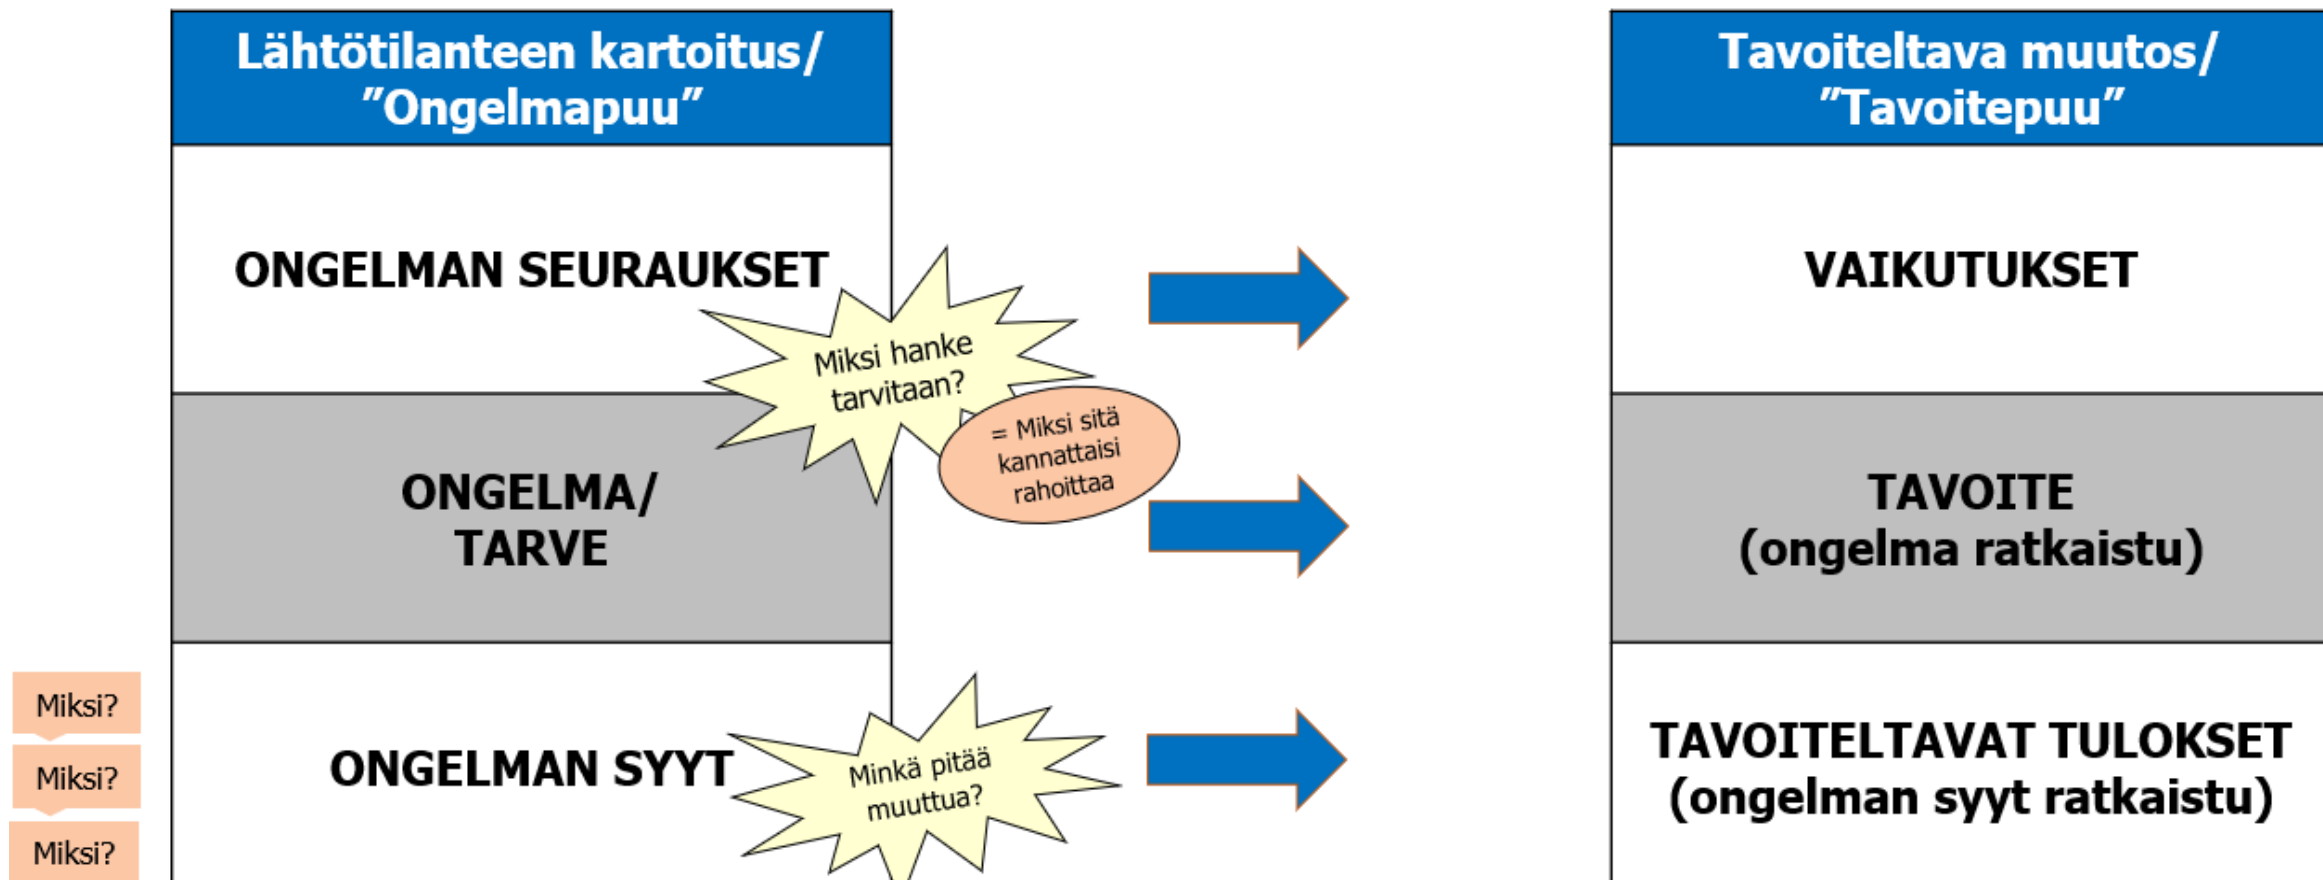 Lähtötilanteen kartoitus/
”Ongelmapuu”
ONGELMAN SEURAUKSET
Miksi hanke
tarvitaan?
= Miksi sitä
kannattaisi
rahoittaa
ONGELMA/
TARVE
Miksi?
Miksi?
Miksi?
ONGELMAN SYYT
Minkä pitää
muuttua?
Tavoiteltava muutos/
”Tavoitepuu”
VAIKUTUKSET
TAVOITE
(ongelma ratkaistu)
TAVOITELTAVAT TULOKSET
(ongelman syyt ratkaistu)